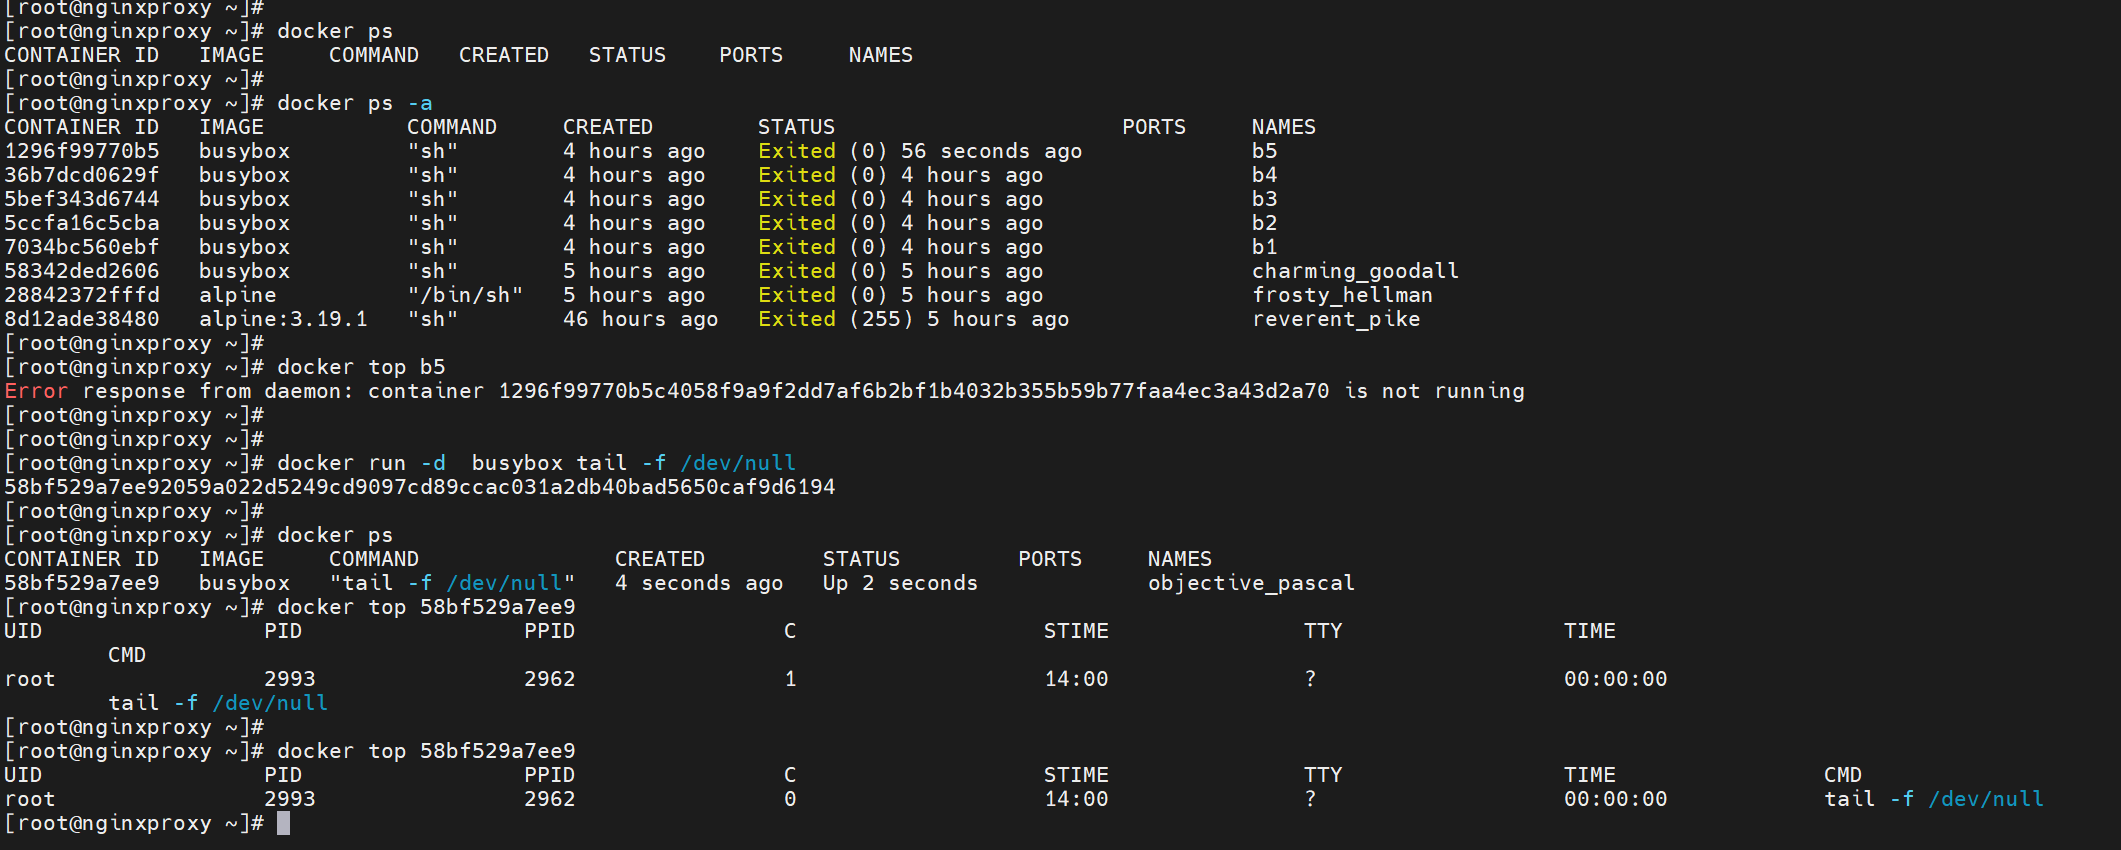 [root@nginxproxy ~]#
[root@nginxproxy ~]# docker ps
CONTAINER ID   IMAGE     COMMAND   CREATED   STATUS    PORTS     NAMES
[root@nginxproxy ~]#
[root@nginxproxy ~]# docker ps -a
CONTAINER ID   IMAGE           COMMAND     CREATED        STATUS                      PORTS     NAMES
1296f99770b5   busybox         "sh"        4 hours ago    Exited (0) 56 seconds ago             b5
36b7dcd0629f   busybox         "sh"        4 hours ago    Exited (0) 4 hours ago                b4
5bef343d6744   busybox         "sh"        4 hours ago    Exited (0) 4 hours ago                b3
5ccfa16c5cba   busybox         "sh"        4 hours ago    Exited (0) 4 hours ago                b2
7034bc560ebf   busybox         "sh"        4 hours ago    Exited (0) 4 hours ago                b1
58342ded2606   busybox         "sh"        5 hours ago    Exited (0) 5 hours ago                charming_goodall
28842372fffd   alpine          "/bin/sh"   5 hours ago    Exited (0) 5 hours ago                frosty_hellman
8d12ade38480   alpine:3.19.1   "sh"        46 hours ago   Exited (255) 5 hours ago              reverent_pike
[root@nginxproxy ~]#
[root@nginxproxy ~]# docker top b5
Error response from daemon: container 1296f99770b5c4058f9a9f2dd7af6b2bf1b4032b355b59b77faa4ec3a43d2a70 is not running
[root@nginxproxy ~]#
[root@nginxproxy ~]#
[root@nginxproxy ~]# docker run -d  busybox tail -f /dev/null
58bf529a7ee92059a022d5249cd9097cd89ccac031a2db40bad5650caf9d6194
[root@nginxproxy ~]#
[root@nginxproxy ~]# docker ps
CONTAINER ID   IMAGE     COMMAND               CREATED         STATUS         PORTS     NAMES
58bf529a7ee9   busybox   "tail -f /dev/null"   4 seconds ago   Up 2 seconds             objective_pascal
[root@nginxproxy ~]# docker top 58bf529a7ee9
UID                 PID                 PPID                C                   STIME               TTY                 TIME
        CMD
root                2993                2962                1                   14:00               ?                   00:00:00
        tail -f /dev/null
[root@nginxproxy ~]#
[root@nginxproxy ~]# docker top 58bf529a7ee9
UID                 PID                 PPID                C                   STIME               TTY                 TIME                CMD
root                2993                2962                0                   14:00               ?                   00:00:00            tail -f /dev/null
[root@nginxproxy ~]#